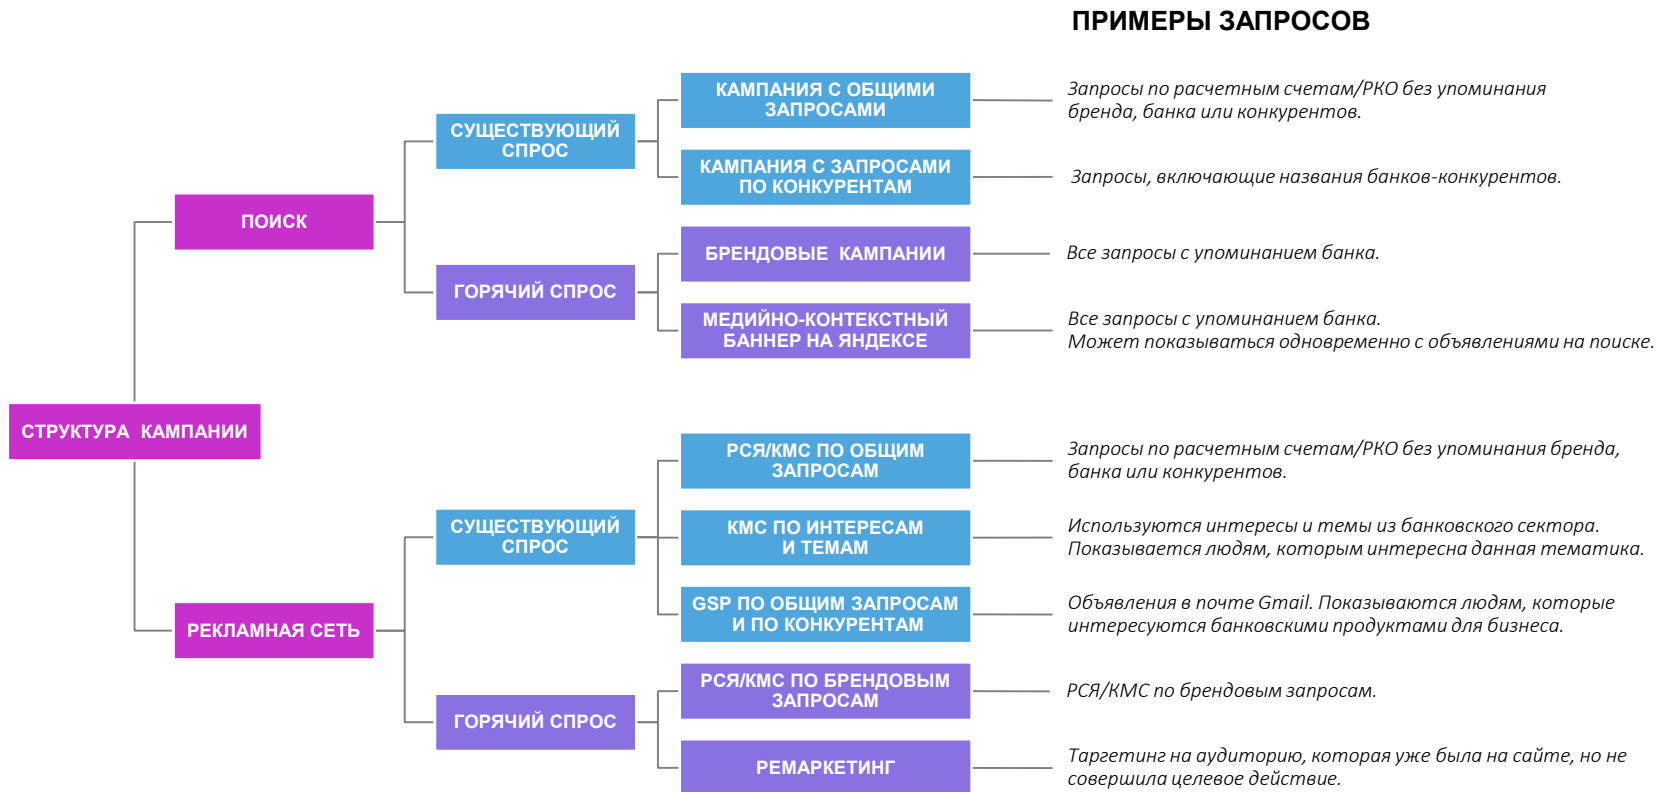 ПРИМЕРЫ ЗАПРОСОВ
КАМПАНИЯ С ОБЩИМИ
ЗАПРОСАМИ
Запросы по расчетным счетам/РКО без упоминания
бренда, банка или конкурентов.
СУЩЕСТВУЮЩИЙ
СПРОС
КАМПАНИЯ С ЗАПРОСАМИ
ПО КОНКУРЕНТАМ
Запросы, включающие названия банков-конкурентов.
ПОИСК
БРЕНДОВЫЕ КАМПАНИИ
Все запросы с упоминанием банка.
ГОРЯЧИЙ СПРОС
МЕДИЙНО-КОНТЕКСТНЫЙ
БАННЕР НА ЯНДЕКСЕ
Все запросы с упоминанием банка.
Может показываться одновременно с объявлениями на поиске.
СТРУКТУРА КАМПАНИИ
РСЯ/КМС ПО ОБЩИМ
ЗАПРОСАМ
Запросы по расчетным счетам/РКО без упоминания бренда,
банка или конкурентов.
СУЩЕСТВУЮЩИЙ
СПРОС
КМС ПО ИНТЕРЕСАМ
И ТЕМАМ
Используются интересы и темы из банковского сектора.
Показывается людям, которым интересна данная тематика.
GSP ПО ОБЩИМ ЗАПРОСАМ
И ПО КОНКУРЕНТАМ
Объявления в почте Gmail. Показываются людям, которые
интересуются банковскими продуктами для бизнеса.
РЕКЛАМНАЯ СЕТЬ
РСЯ/КМС ПО БРЕНДОВЫМ
ЗАПРОСАМ
РСЯ/КМС по брендовым запросам.
ГОРЯЧИЙ СПРОС
РЕМАРКЕТИНГ
Таргетинг на аудиторию, которая уже была на сайте, но не
совершила целевое действие.